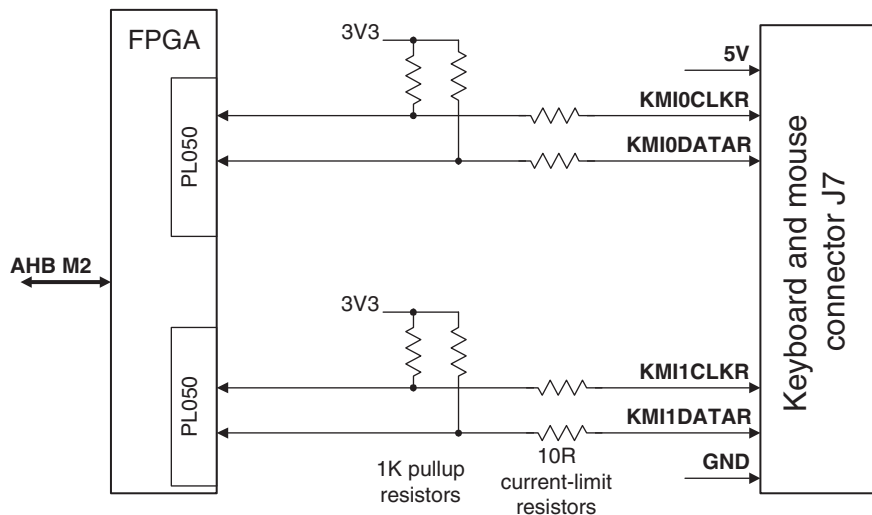 FPGA
3V3
PL050
5V
KMI0CLKR
KMI0DATAR
Keyboard and mouse
connector J7
AHB M2
3V3
PL050
KMI1CLKR
KMI1DATAR
GND
1K pullup
resistors
10R
current-limit
resistors